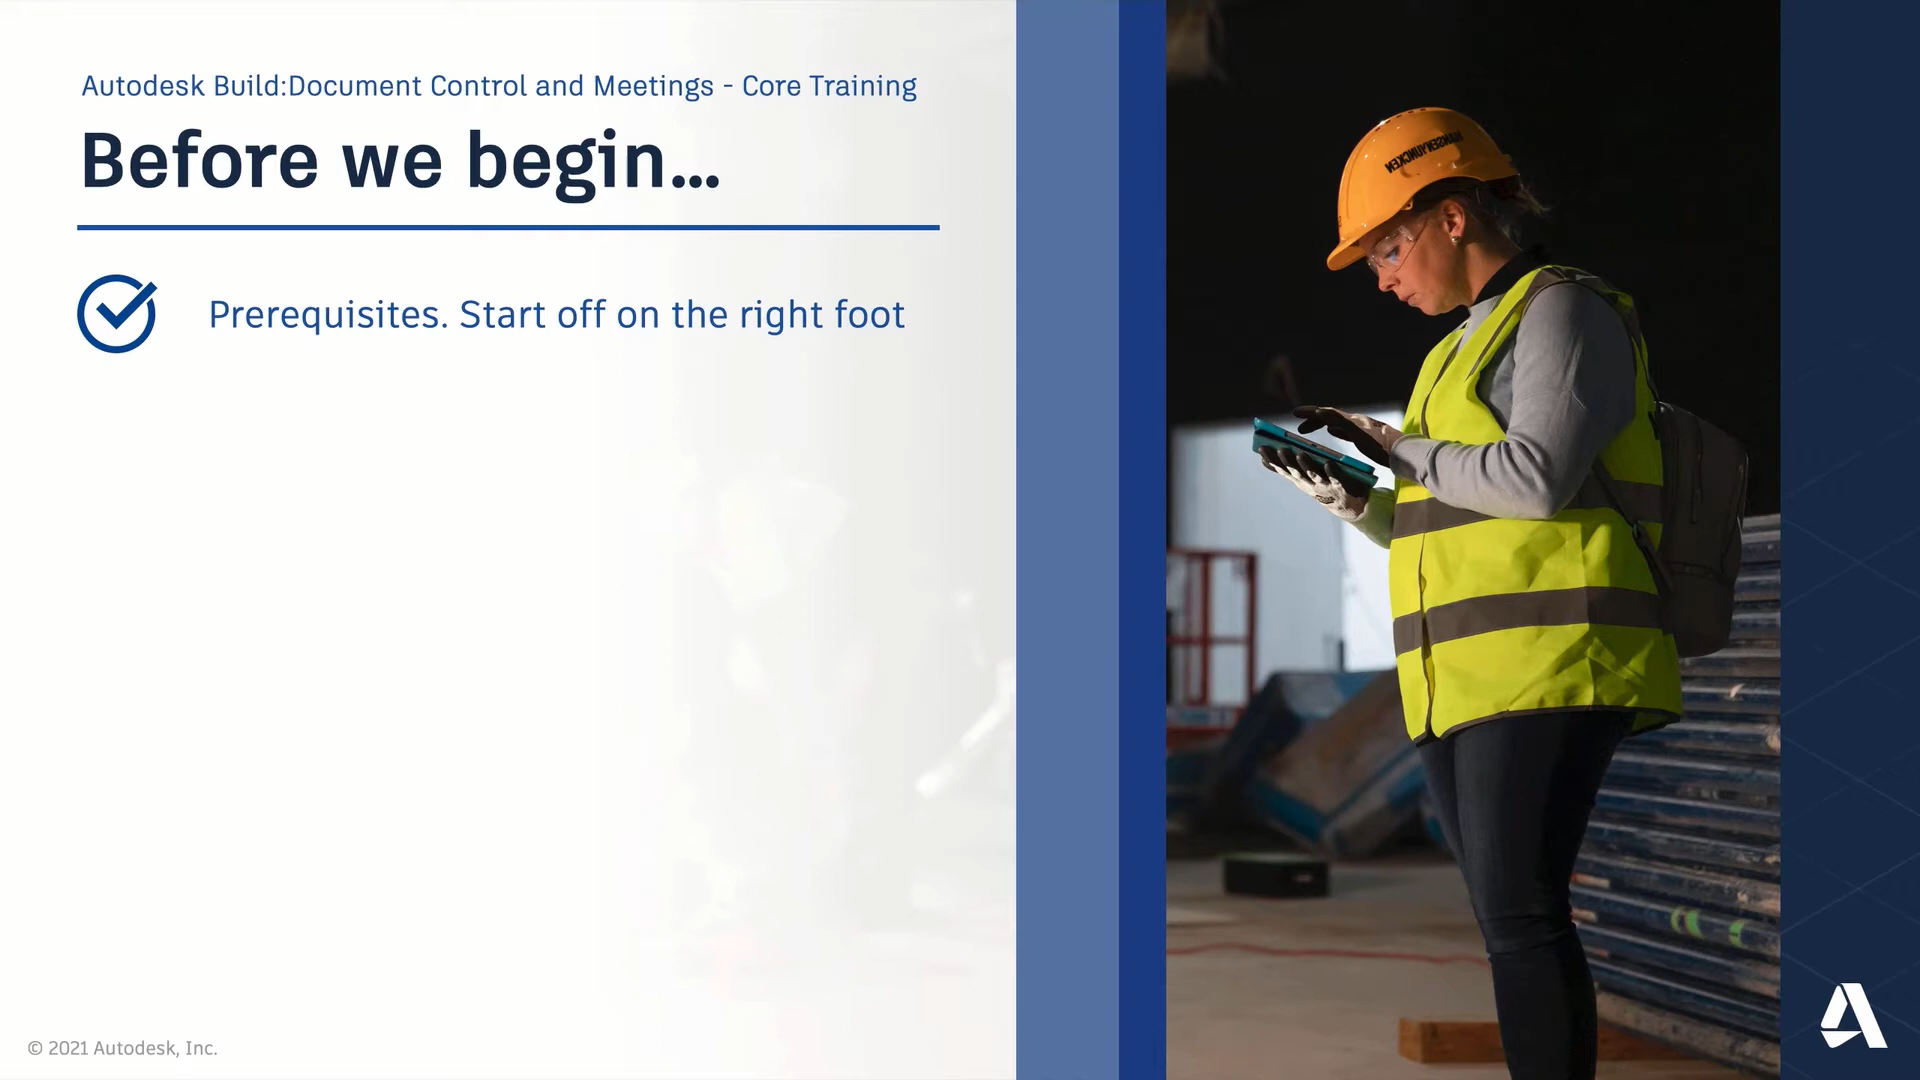 Autodesk Build:Document Control and Meetings - Core Training
Before we begin...
Prerequisites. Start off on the right foot
© 2021 Autodesk, Inc.